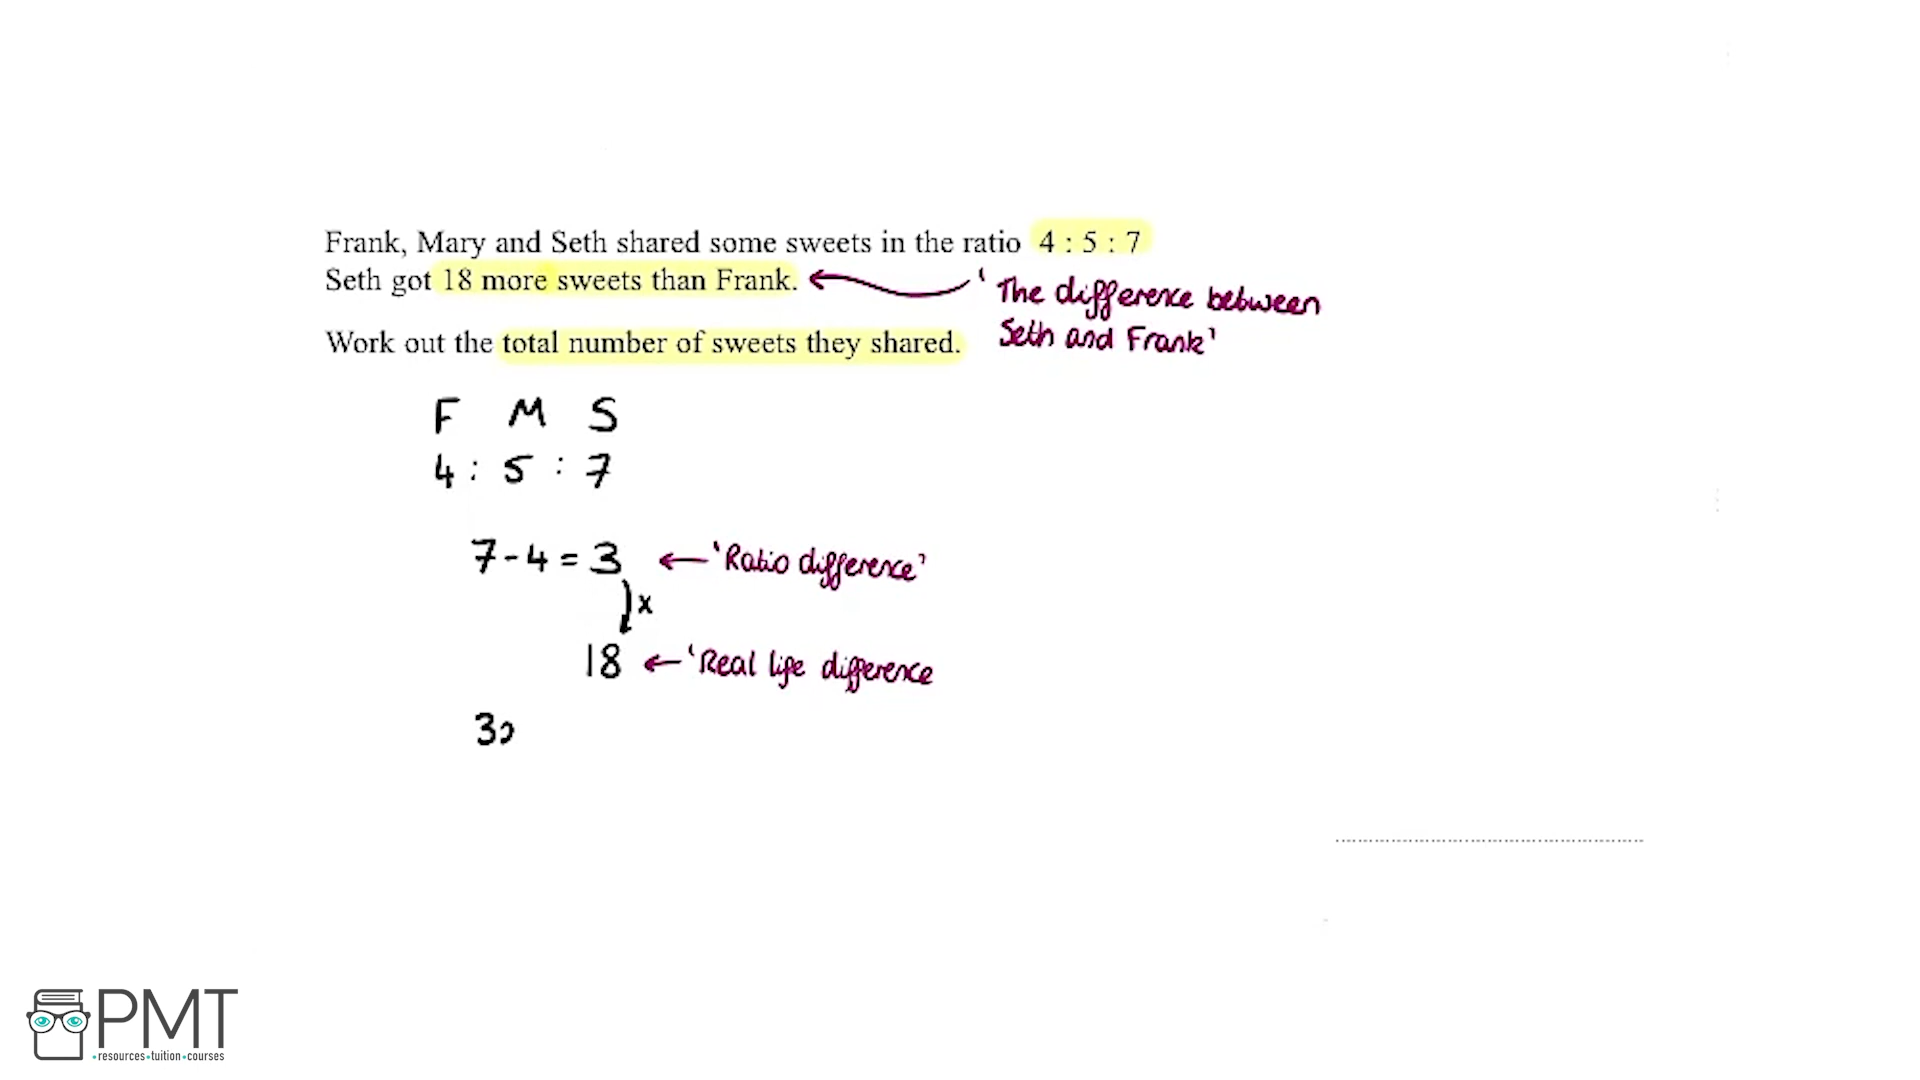 Frank, Mary and Seth shared some sweets in the ratio 4 : 5 : 7
Seth got 18 more sweets than Frank.
'The difference between
Seth and Frank'
Work out the total number of sweets they shared.
F M S
4 : 5 : 7
7 - 4 = 3 ← 'Ratio difference'
x
18 ← 'Real life difference
3
PMT
•resources•tuition•courses